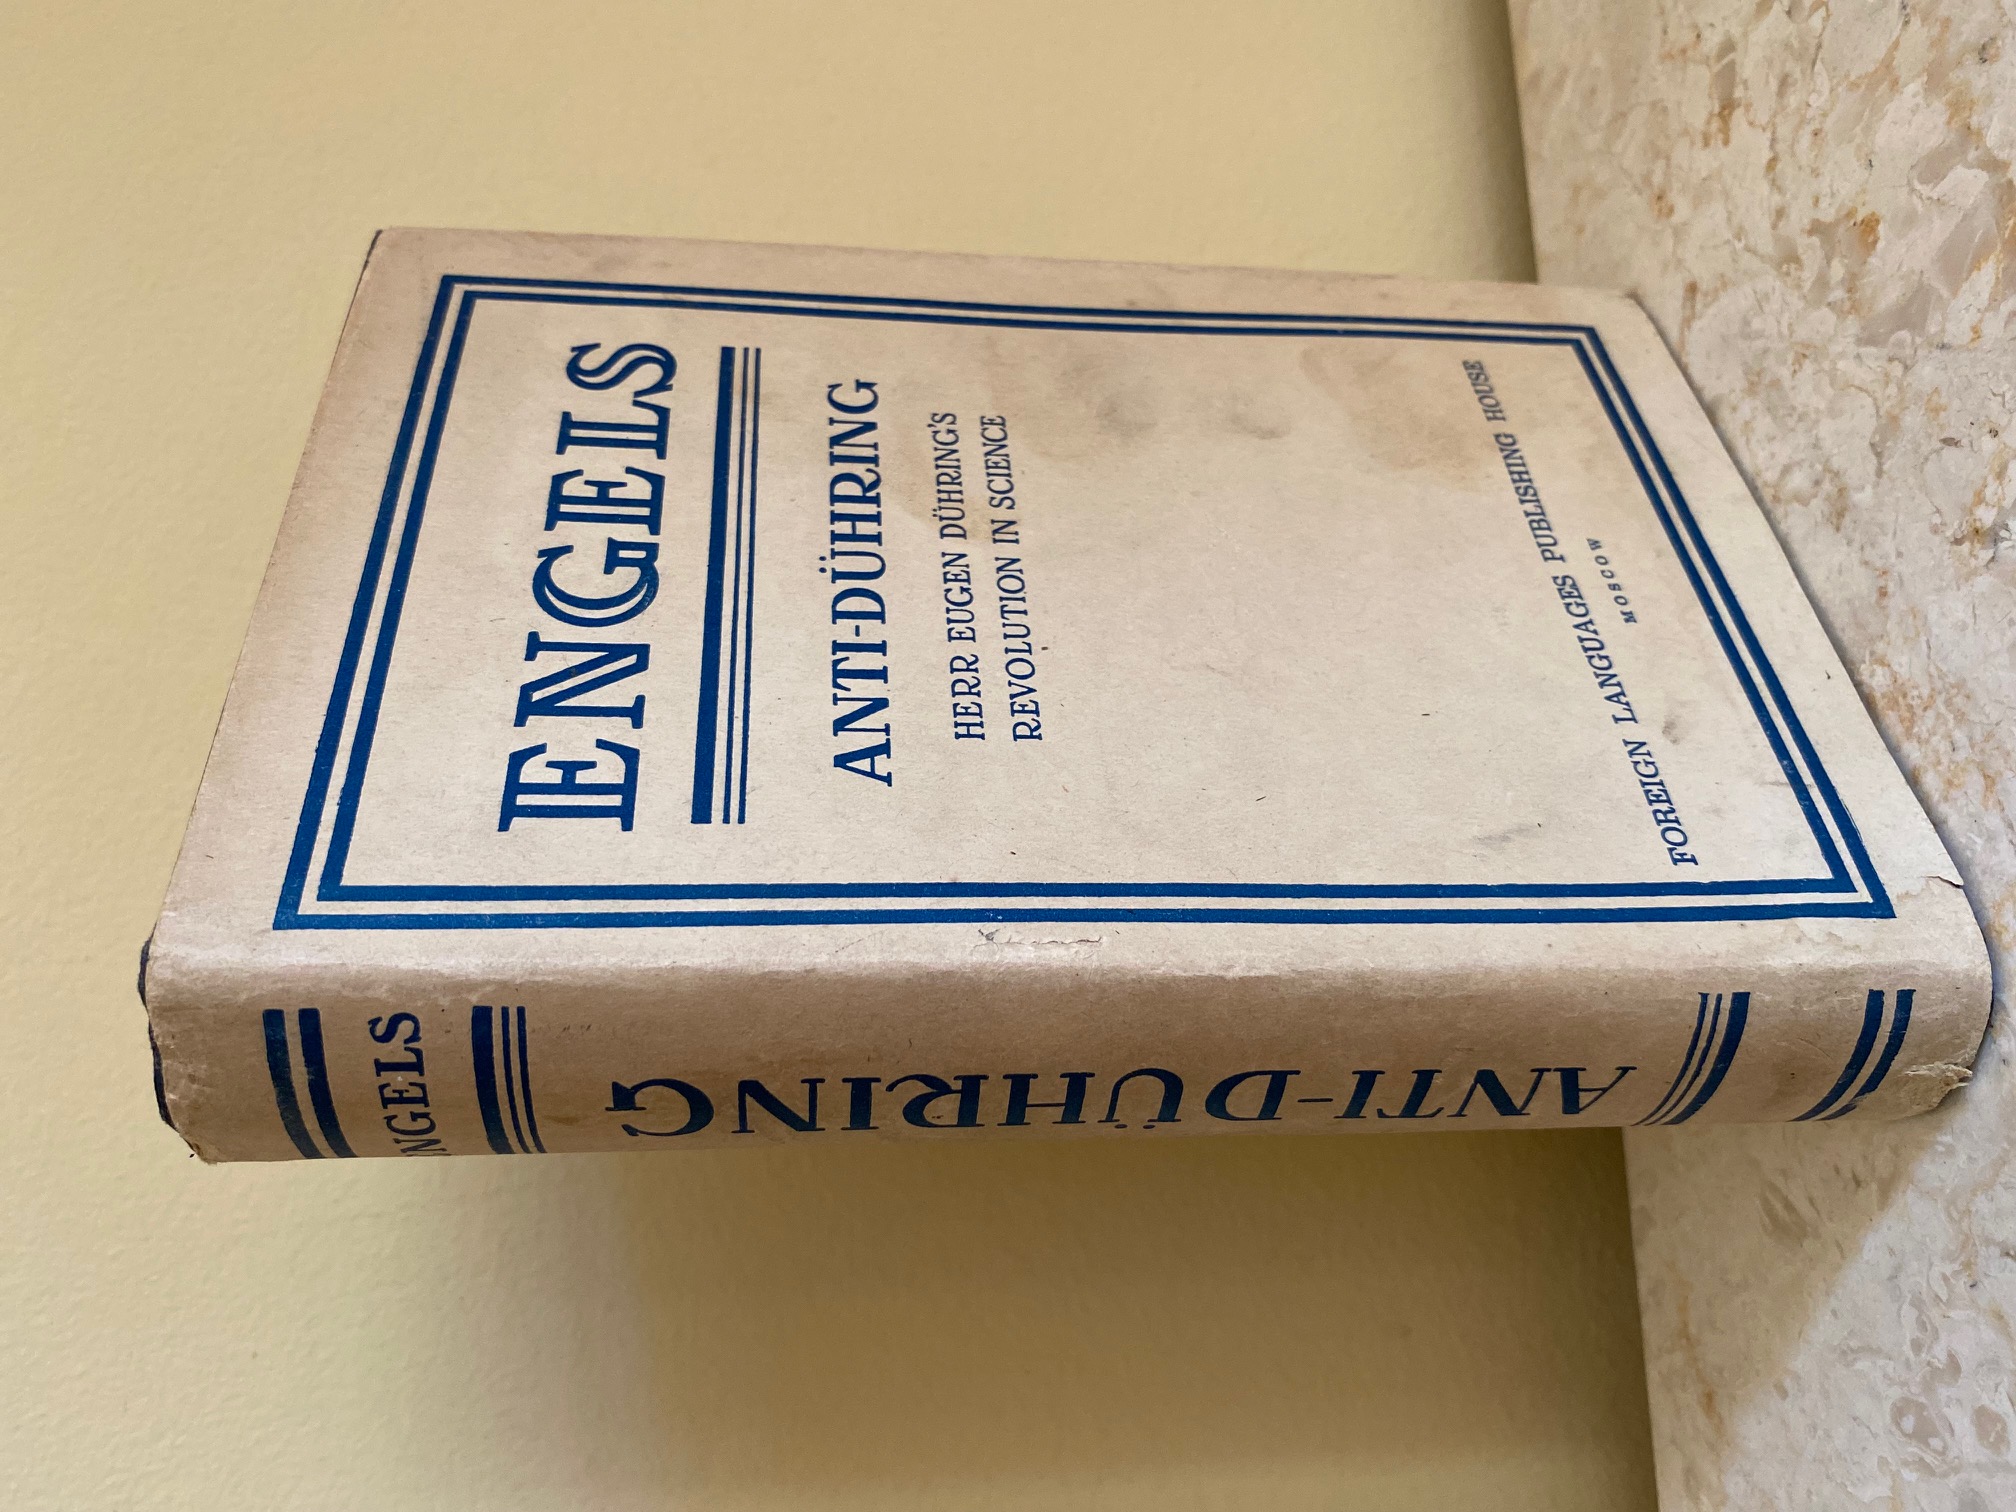 ENGELS
ANTI-DÜHRING
HERR EUGEN DÜHRING'S
REVOLUTION IN SCIENCE
FOREIGN LANGUAGES PUBLISHING HOUSE
MOSCOW
ENGELS
ANTI-DÜHRING